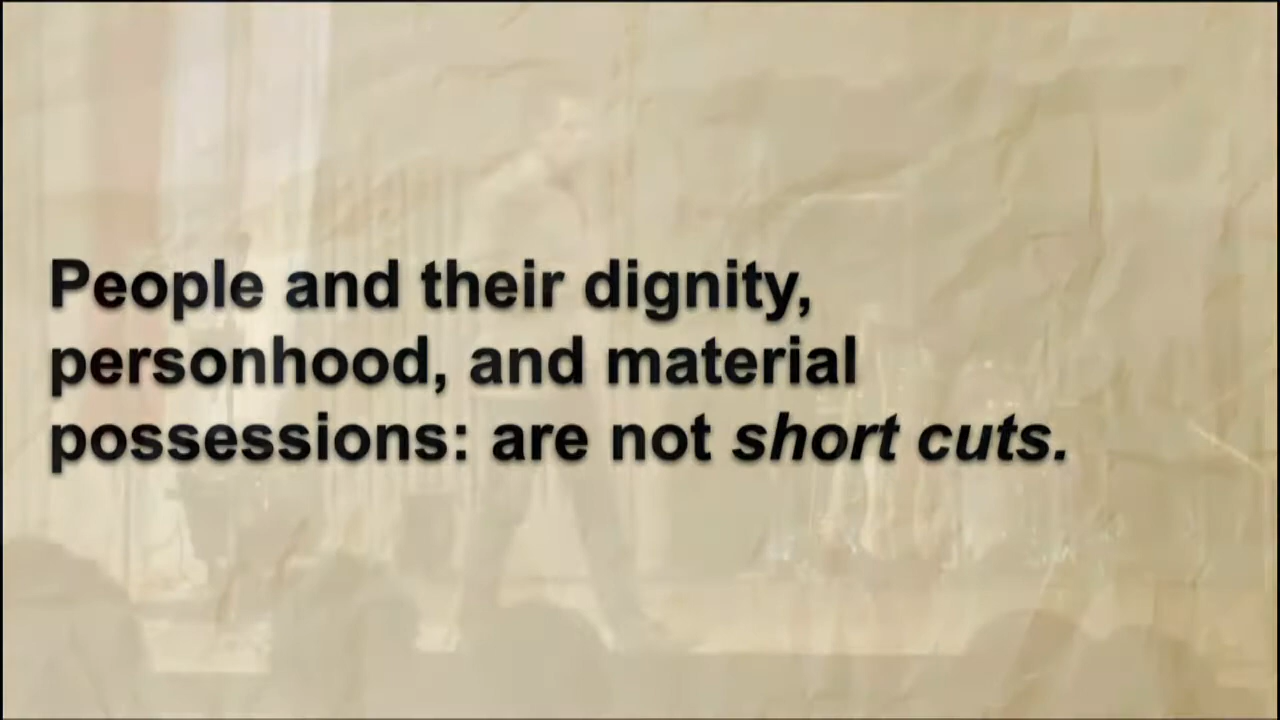 People and their dignity,
personhood, and material
possessions: are not short cuts.